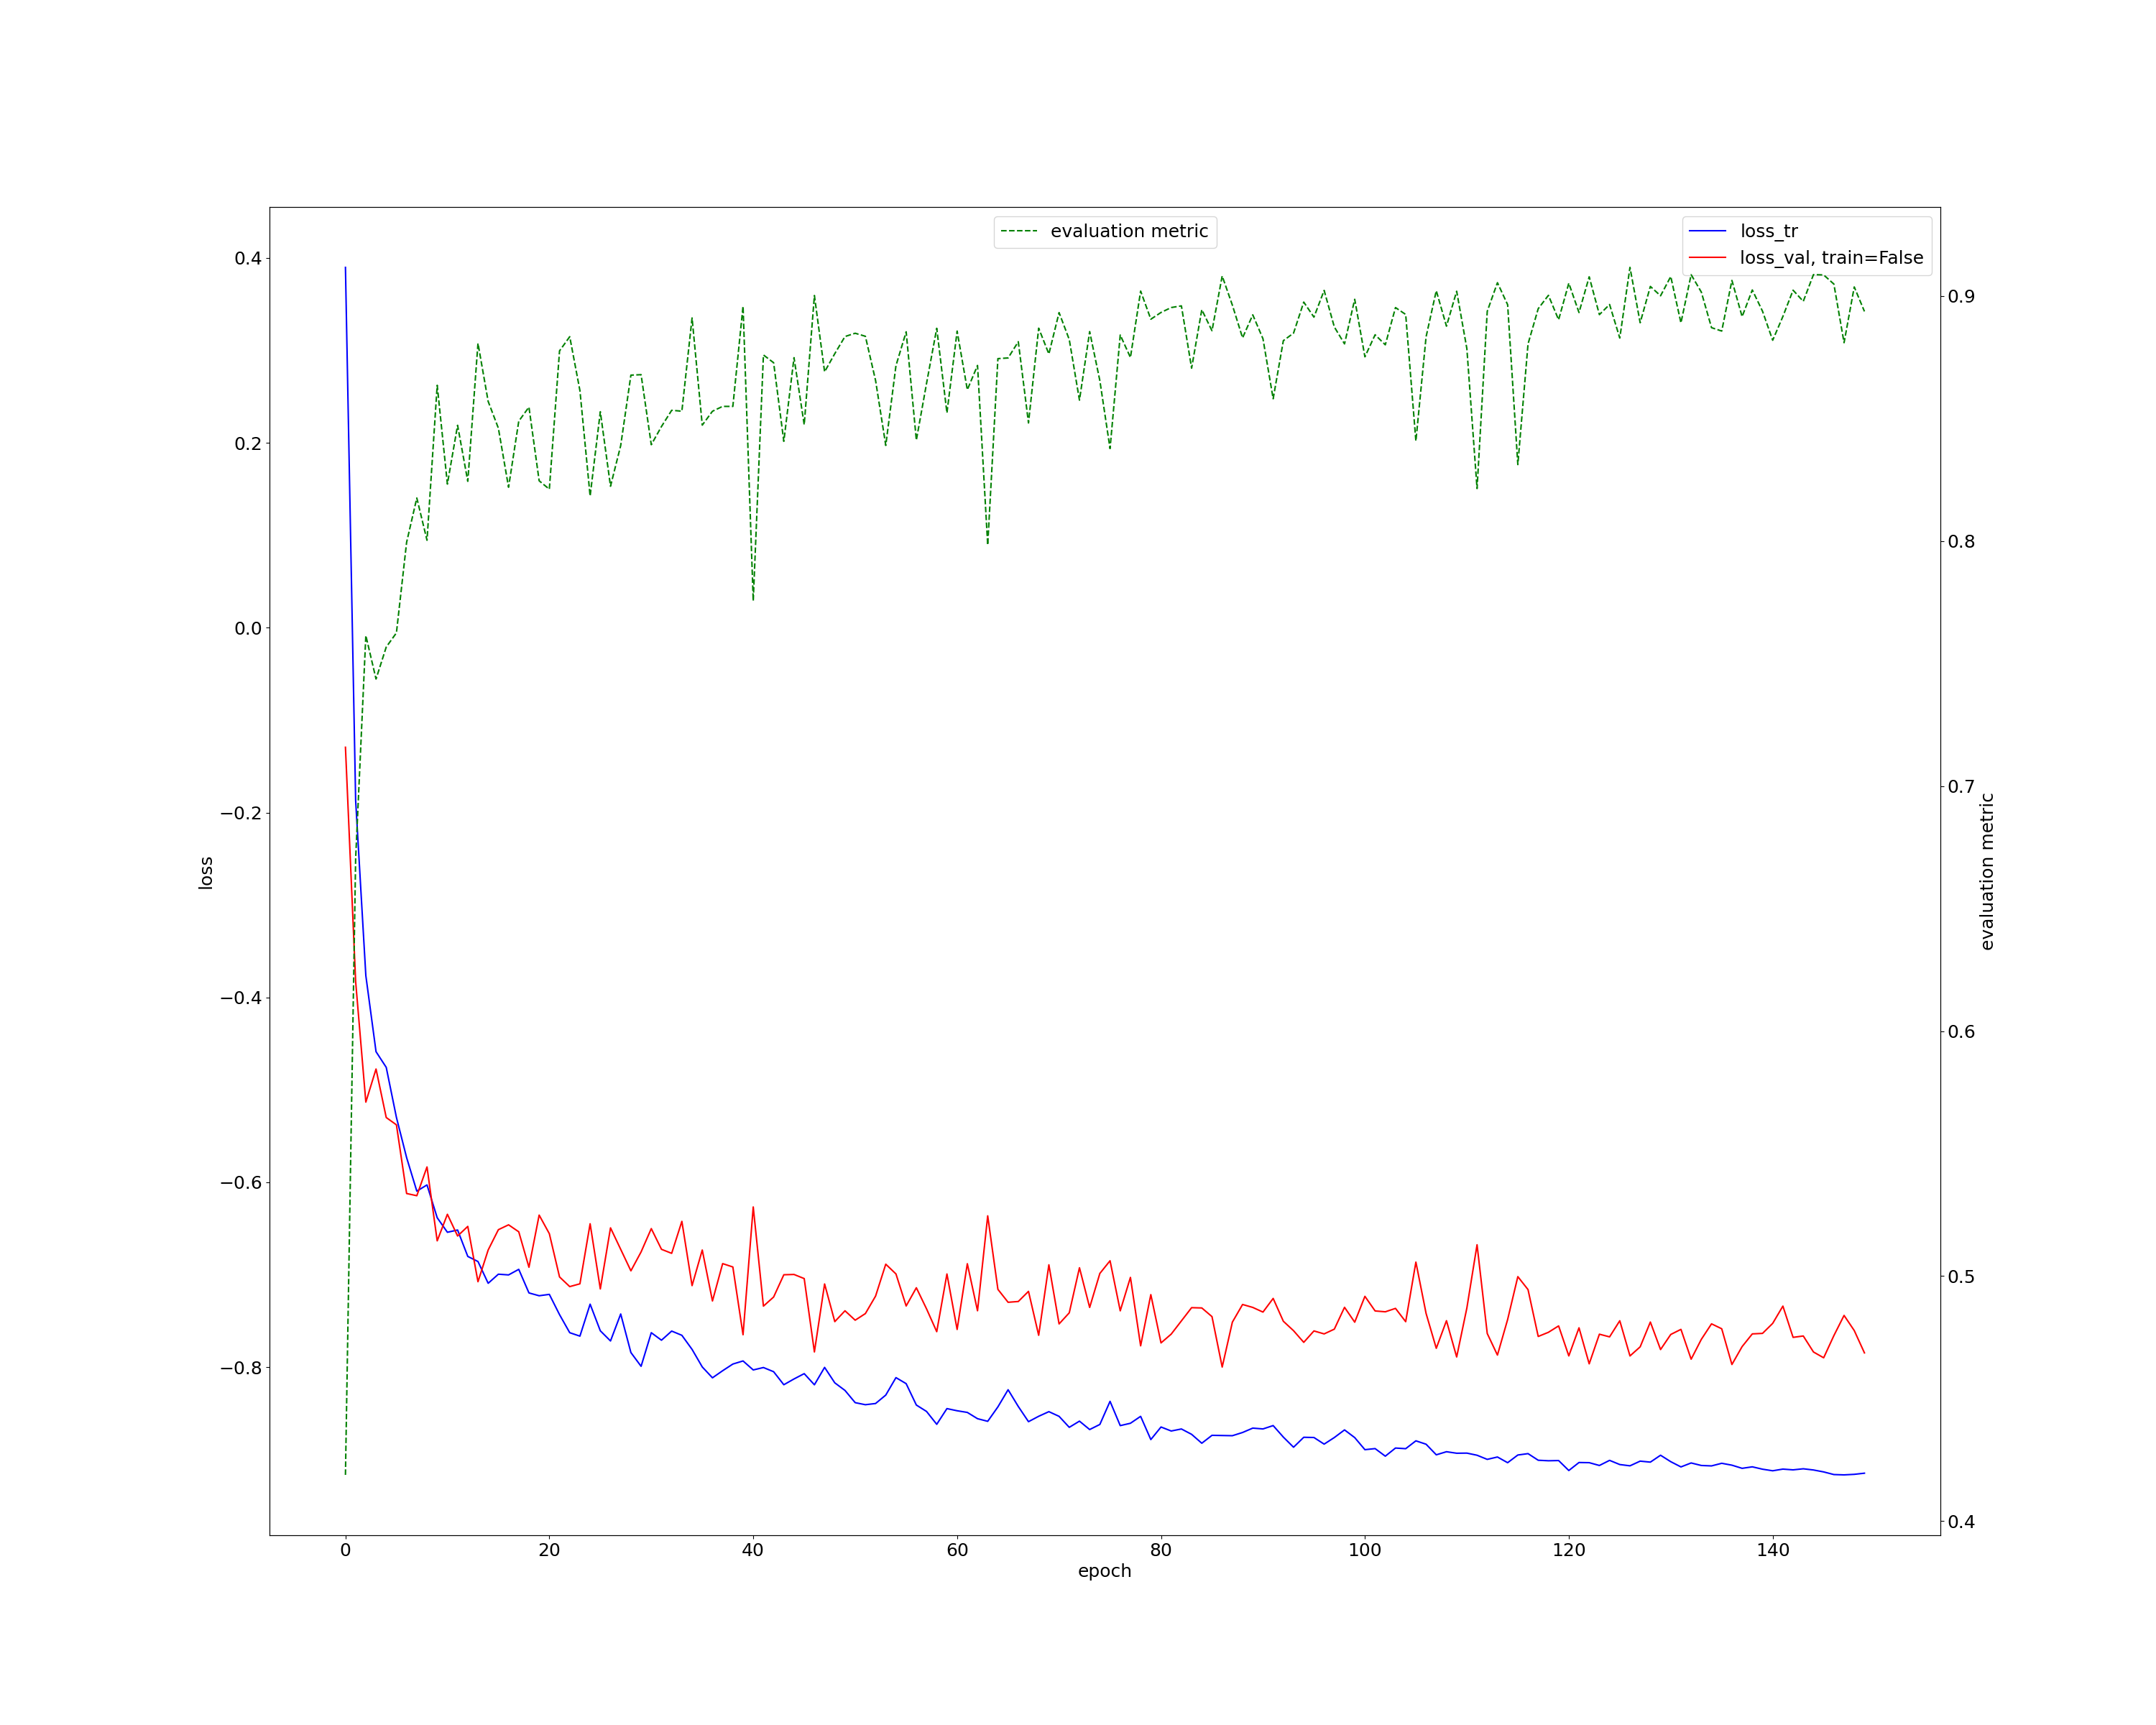 evaluation metric
loss_tr
loss_val, train=False
0.4
0.2
0.0
−0.2
−0.4
−0.6
−0.8
loss
0.9
0.8
0.7
0.6
0.5
0.4
evaluation metric
0 20 40 60 80 100 120 140
epoch